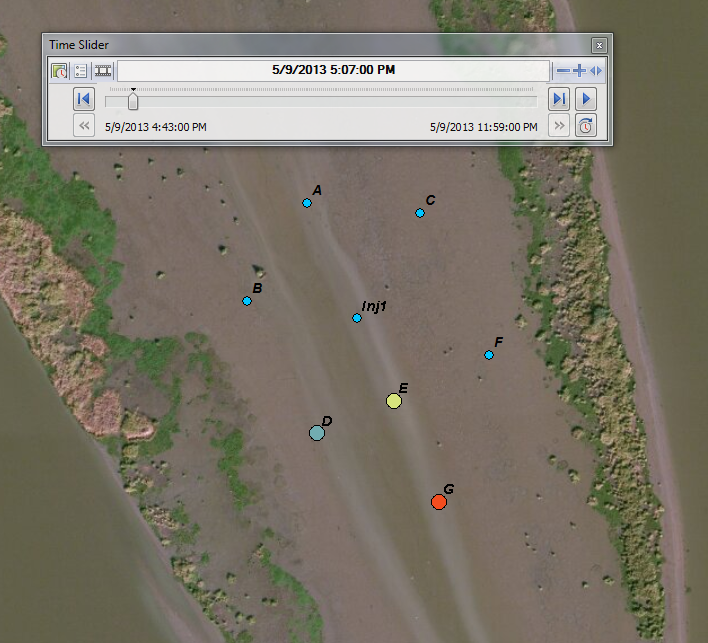 Time Slider
5/9/2013 5:07:00 PM
5/9/2013 4:43:00 PM
5/9/2013 11:59:00 PM
A
C
B
Inj1
F
E
D
G